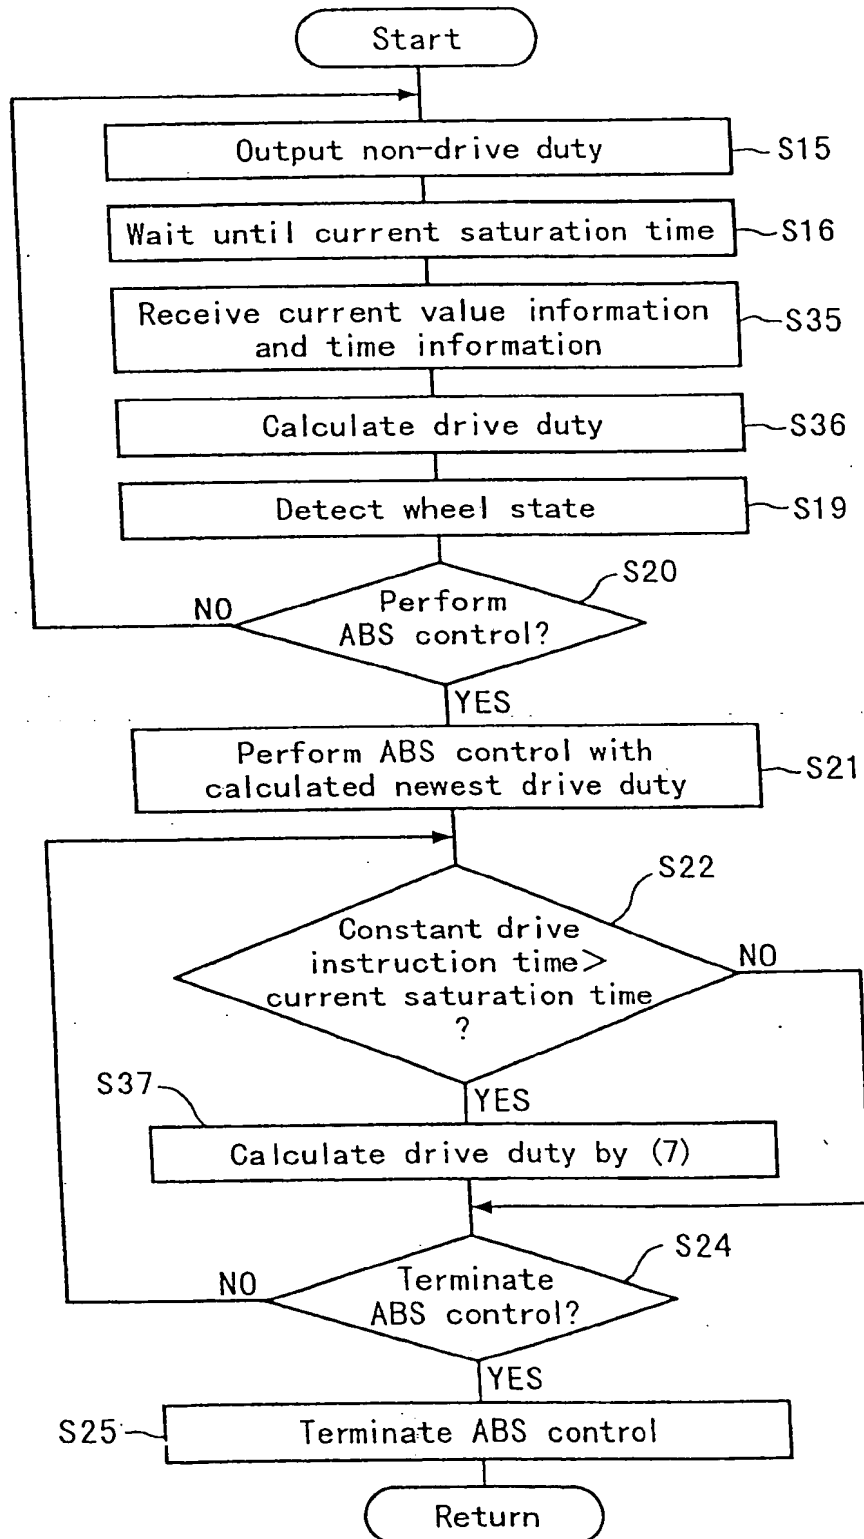 Start
Output non-drive duty
S15
Wait until current saturation time
S16
Receive current value information
and time information
S35
Calculate drive duty
S36
Detect wheel state
S19
S20
Perform
ABS control?
NO
YES
Perform ABS control with
calculated newest drive duty
S21
S22
Constant drive
instruction time>
current saturation time
?
NO
YES
S37
Calculate drive duty by (7)
S24
Terminate
ABS control?
NO
YES
S25
Terminate ABS control
Return